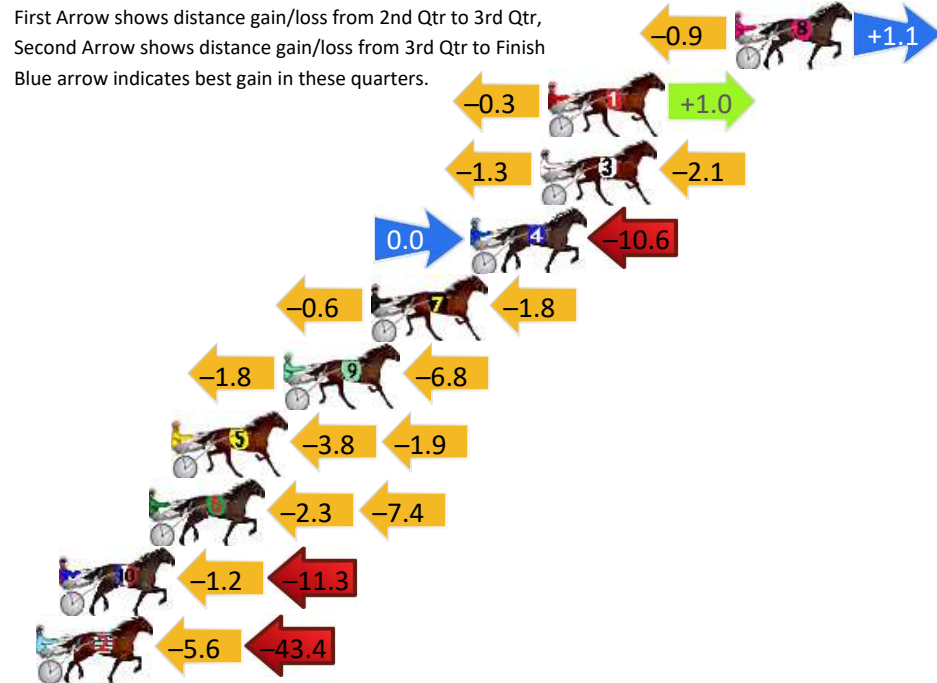 First Arrow shows distance gain/loss from 2nd Qtr to 3rd Qtr,
Second Arrow shows distance gain/loss from 3rd Qtr to Finish
Blue arrow indicates best gain in these quarters.
–0.9 8 +1.1
–0.3 1 +1.0
–1.3 3 –2.1
0.0 4 –10.6
–0.6 7 –1.8
–1.8 9 –6.8
5 –3.8 –1.9
6 –2.3 –7.4
10 –1.2 –11.3
2 –5.6 –43.4